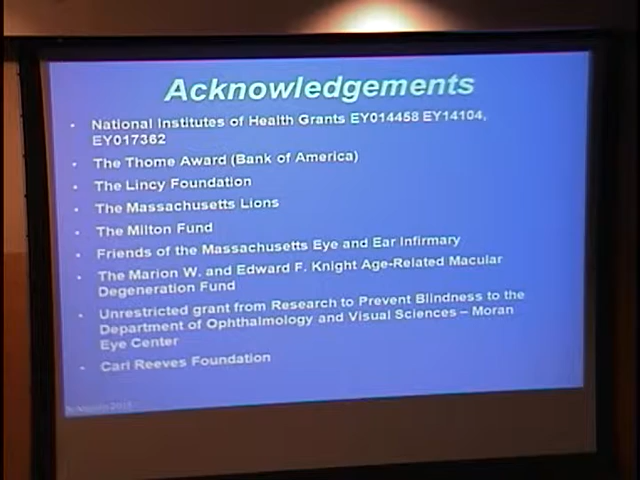 Acknowledgements
• National Institutes of Health Grants EY014458 EY14104,
EY017362
• The Thome Award (Bank of America)
• The Lincy Foundation
• The Massachusetts Lions
• The Milton Fund
• Friends of the Massachusetts Eye and Ear Infirmary
• The Marion W. and Edward F. Knight Age-Related Macular
Degeneration Fund
• Unrestricted grant from Research to Prevent Blindness to the
Department of Ophthalmology and Visual Sciences – Moran
Eye Center
• Carl Reeves Foundation